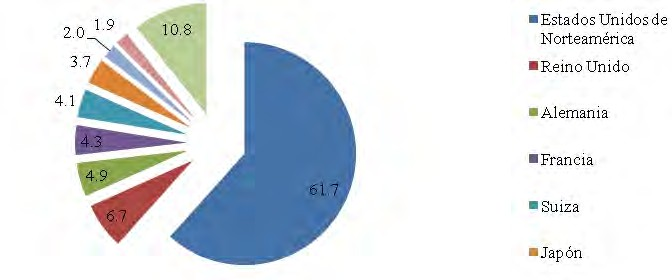 1.9
2.0
10.8
3.7
4.1
4.3
4.9
6.7
61.7
Estados Unidos de
Norteamérica
Reino Unido
Alemania
Francia
Suiza
Japón